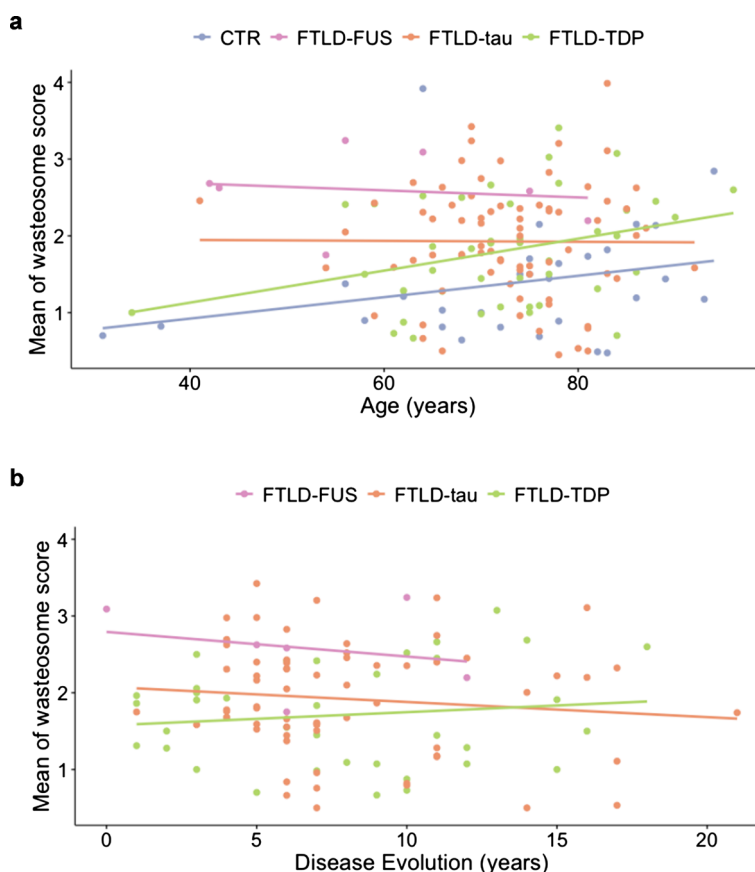 a
CTR FTLD-FUS FTLD-tau FTLD-TDP
Mean of wasteosome score
4
3
2
1
40 60 80
Age (years)
b
FTLD-FUS FTLD-tau FTLD-TDP
Mean of wasteosome score
4
3
2
1
0 5 10 15 20
Disease Evolution (years)